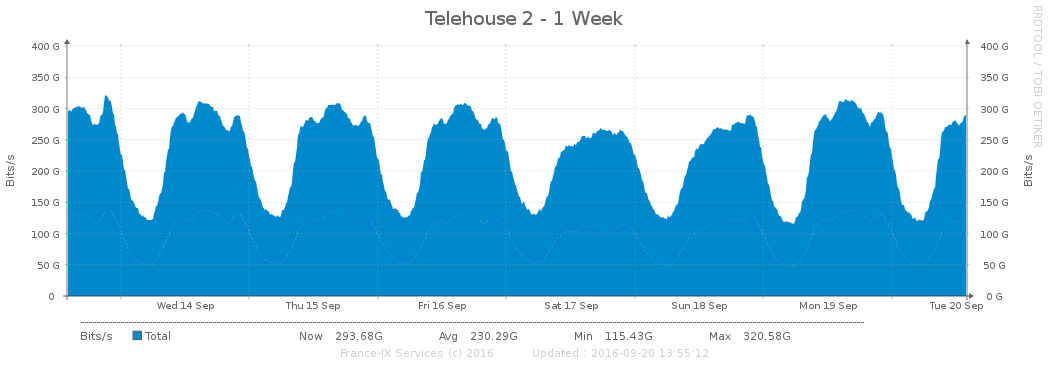 Telehouse 2 - 1 Week
RRDTOOL / TOBI OETIKER
Bits/s
400 G
350 G
300 G
250 G
200 G
150 G
100 G
50 G
0
400 G
350 G
300 G
250 G
200 G
150 G
100 G
50 G
0 G
Bits/s
Wed 14 Sep Thu 15 Sep Fri 16 Sep Sat 17 Sep Sun 18 Sep Mon 19 Sep Tue 20 Sep
Bits/s Total Now 293.68G Avg 230.29G Min 115.43G Max 320.58G
France-IX Services (c) 2016 Updated : 2016-09-20 13:55:12